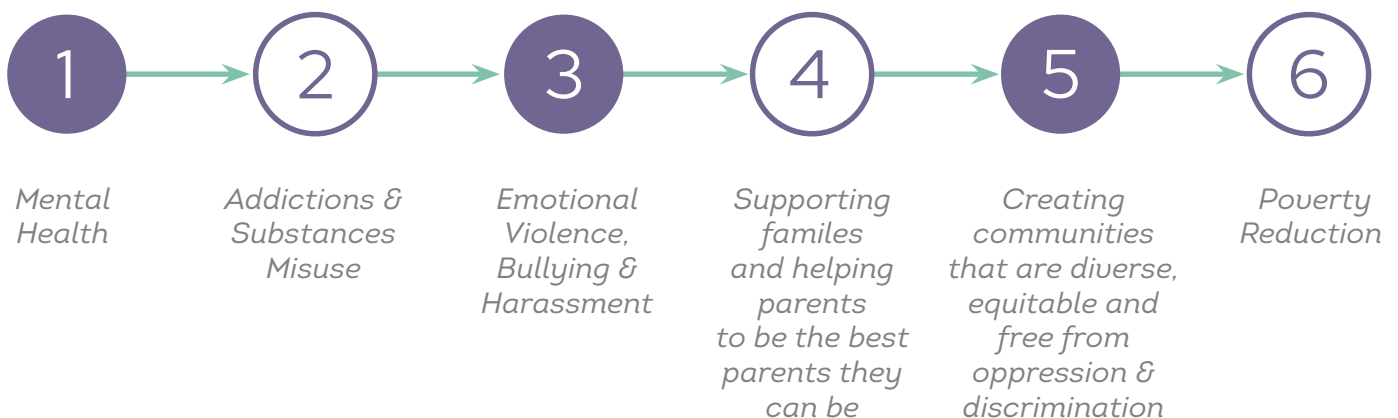 1
2
3
4
5
6
Mental
Health
Addictions &
Substances
Misuse
Emotional
Violence,
Bullying &
Harassment
Supporting
familes
and helping
parents
to be the best
parents they
can be
Creating
communities
that are diverse,
equitable and
free from
oppression &
discrimination
Poverty
Reduction